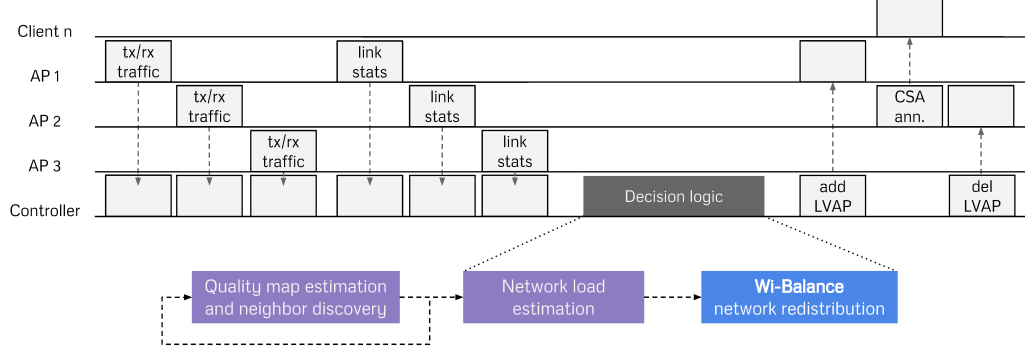 Client n
tx/rx
traffic
link
stats
AP 1
tx/rx
traffic
link
stats
CSA
ann.
AP 2
tx/rx
traffic
link
stats
AP 3
Decision logic
add
LVAP
del
LVAP
Controller
Quality map estimation
and neighbor discovery
Network load
estimation
Wi-Balance
network redistribution